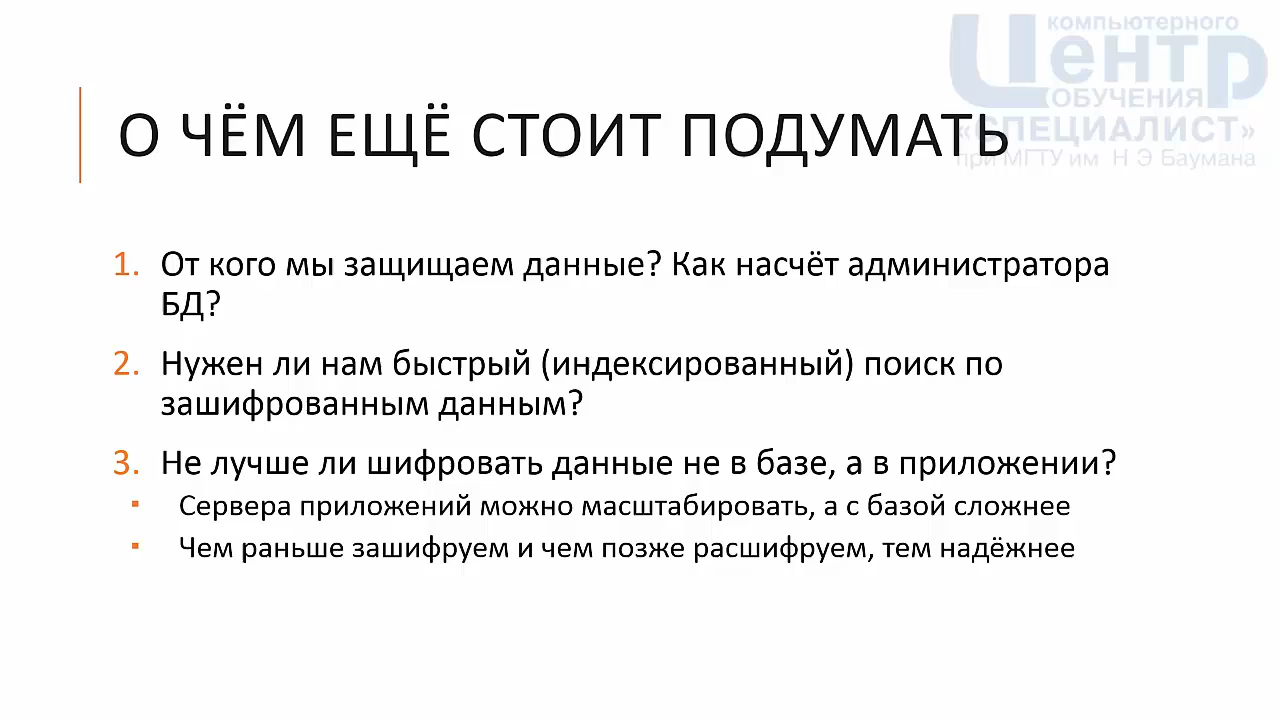 компьютерного
Центр
ОБУЧЕНИЯ
«СПЕЦИАЛИСТ»
при МГТУ им Н Э Баумана
О ЧЁМ ЕЩЁ СТОИТ ПОДУМАТЬ
1. От кого мы защищаем данные? Как насчёт администратора
БД?
2. Нужен ли нам быстрый (индексированный) поиск по
зашифрованным данным?
3. Не лучше ли шифровать данные не в базе, а в приложении?
▪ Сервера приложений можно масштабировать, а с базой сложнее
▪ Чем раньше зашифруем и чем позже расшифруем, тем надёжнее